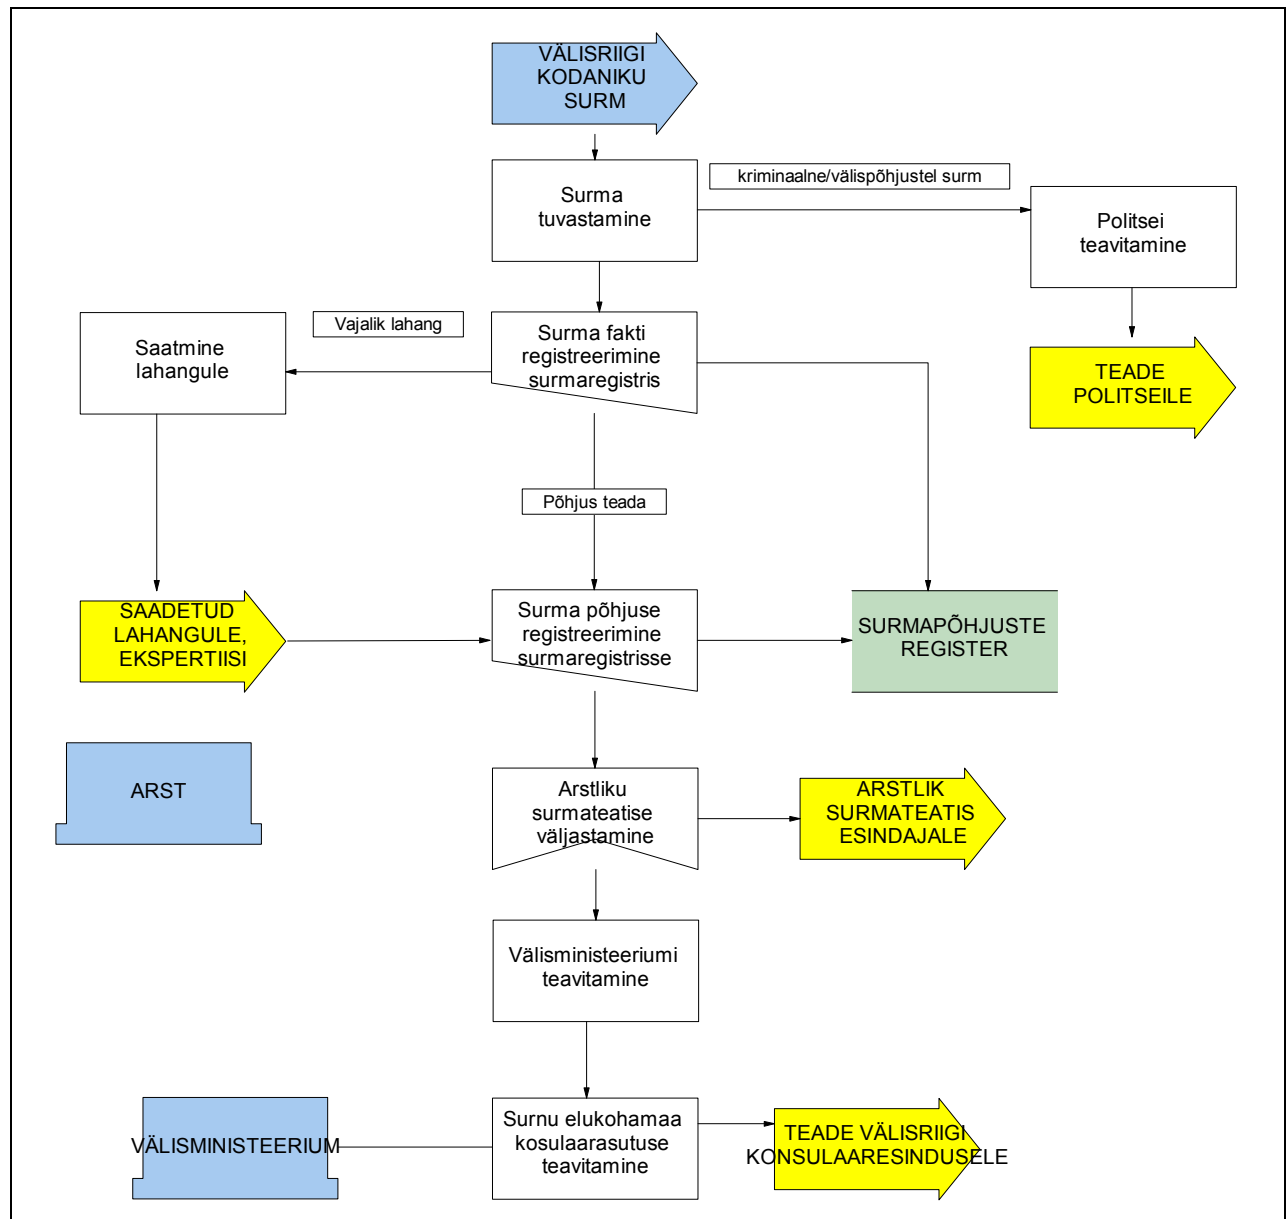 VÄLISRIIGI
KODANIKU
SURM
Surma
tuvastamine
kriminaalne/välispõhjustel surm
Politsei
teavitamine
TEADE
POLITSEILE
Surma fakti
registreerimine
surmaregistris
Vajalik lahang
Saatmine
lahangule
Põhjus teada
SAADETUD
LAHANGULE,
EKSPERTIISI
Surma põhjuse
registreerimine
surmaregistrisse
SURMAPÕHJUSTE
REGISTER
ARST
Arstliku
surmateatise
väljastamine
ARSTLIK
SURMATEATIS
ESINDAJALE
Välisministeeriumi
teavitamine
VÄLISMINISTEERIUM
Surnu elukohamaa
kosulaarasutuse
teavitamine
TEADE VÄLISRIIGI
KONSULAARESINDUSELE